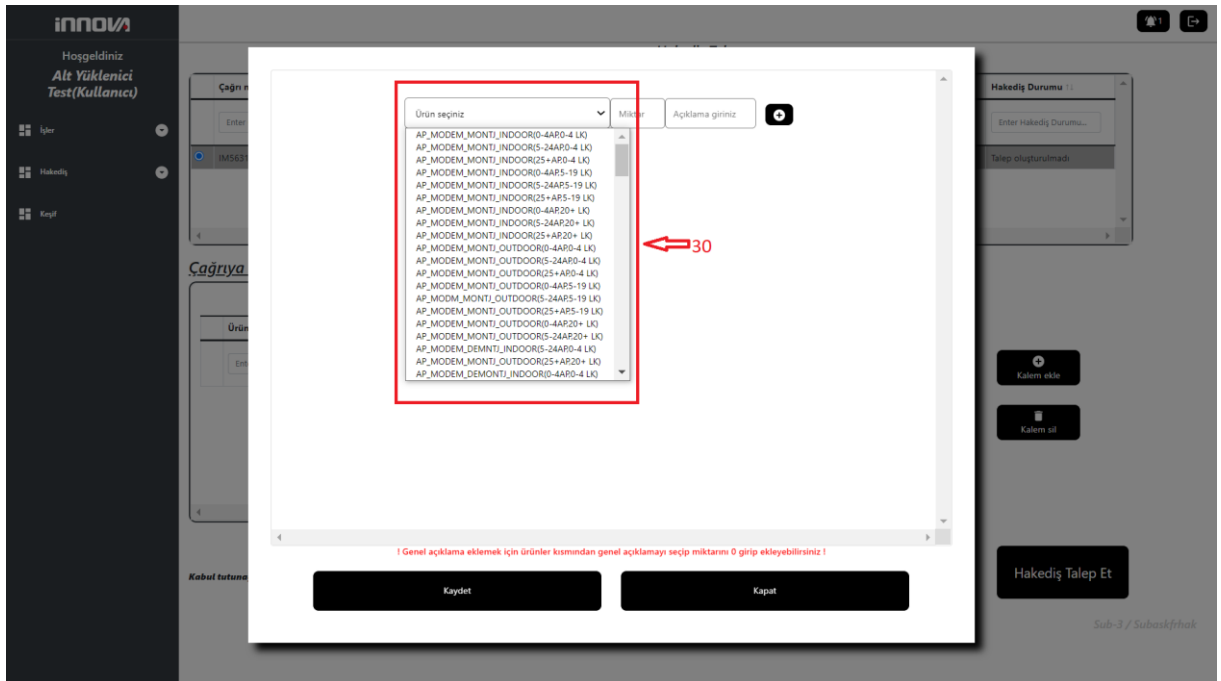 innova
1
Hoşgeldiniz
Alt Yüklenici
Test(Kullanıcı)
İşler
Hakediş
Keşif
Çağrı
Enter
IM5631
Hakediş Durumu
Enter Hakediş Durumu...
Talep oluşturulmadı
Ürün seçiniz
Miktar
Açıklama giriniz
AP_MODEM_MONTJ_INDOOR(0-4AP,0-4 LK)
AP_MODEM_MONTJ_INDOOR(5-24AP,0-4 LK)
AP_MODEM_MONTJ_INDOOR(25+AP,0-4 LK)
AP_MODEM_MONTJ_INDOOR(0-4AP,5-19 LK)
AP_MODEM_MONTJ_INDOOR(5-24AP,5-19 LK)
AP_MODEM_MONTJ_INDOOR(25+AP,5-19 LK)
AP_MODEM_MONTJ_INDOOR(0-4AP,20+ LK)
AP_MODEM_MONTJ_INDOOR(5-24AP,20+ LK)
AP_MODEM_MONTJ_INDOOR(25+AP,20+ LK)
AP_MODEM_MONTJ_OUTDOOR(0-4AP,0-4 LK)
AP_MODEM_MONTJ_OUTDOOR(5-24AP,0-4 LK)
AP_MODEM_MONTJ_OUTDOOR(25+AP,0-4 LK)
AP_MODEM_MONTJ_OUTDOOR(0-4AP,5-19 LK)
AP_MODM_MONTJ_OUTDOOR(5-24AP,5-19 LK)
AP_MODEM_MONTJ_OUTDOOR(25+AP,5-19 LK)
AP_MODEM_MONTJ_OUTDOOR(0-4AP,20+ LK)
AP_MODEM_MONTJ_OUTDOOR(5-24AP,20+ LK)
AP_MODEM_DEMNTJ_INDOOR(5-24AP,0-4 LK)
AP_MODEM_MONTJ_OUTDOOR(25+AP,20+ LK)
AP_MODEM_DEMONTJ_INDOOR(0-4AP,0-4 LK)
30
Çağrıya
Ürün
Kalem ekle
Kalem sil
! Genel açıklama eklemek için ürünler kısmından genel açıklamayı seçip miktarını 0 girip ekleyebilirsiniz !
Kaydet
Kapat
Kabul tutuna
Hakediş Talep Et
Sub-3 / Subaskfrhak